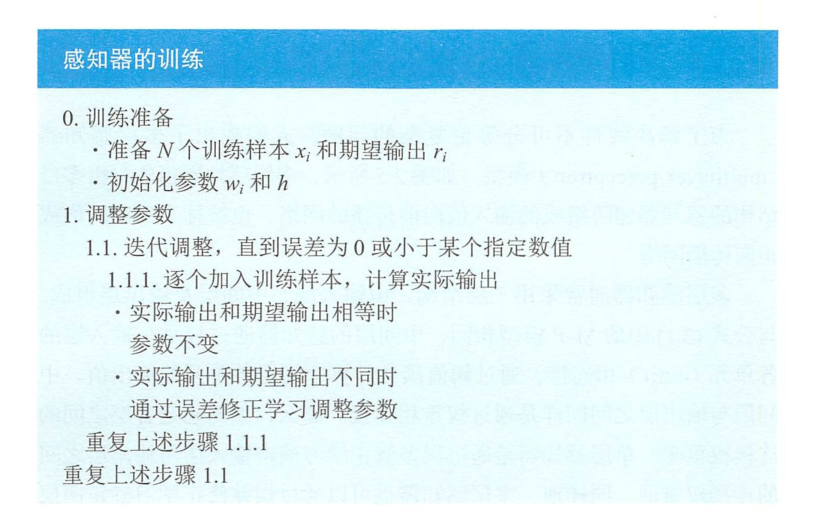 感知器的训练
0. 训练准备
·准备 N 个训练样本 xᵢ 和期望输出 rᵢ
·初始化参数 wᵢ 和 h
1. 调整参数
1.1. 迭代调整，直到误差为 0 或小于某个指定数值
1.1.1. 逐个加入训练样本，计算实际输出
·实际输出和期望输出相等时
参数不变
·实际输出和期望输出不同时
通过误差修正学习调整参数
重复上述步骤 1.1.1
重复上述步骤 1.1